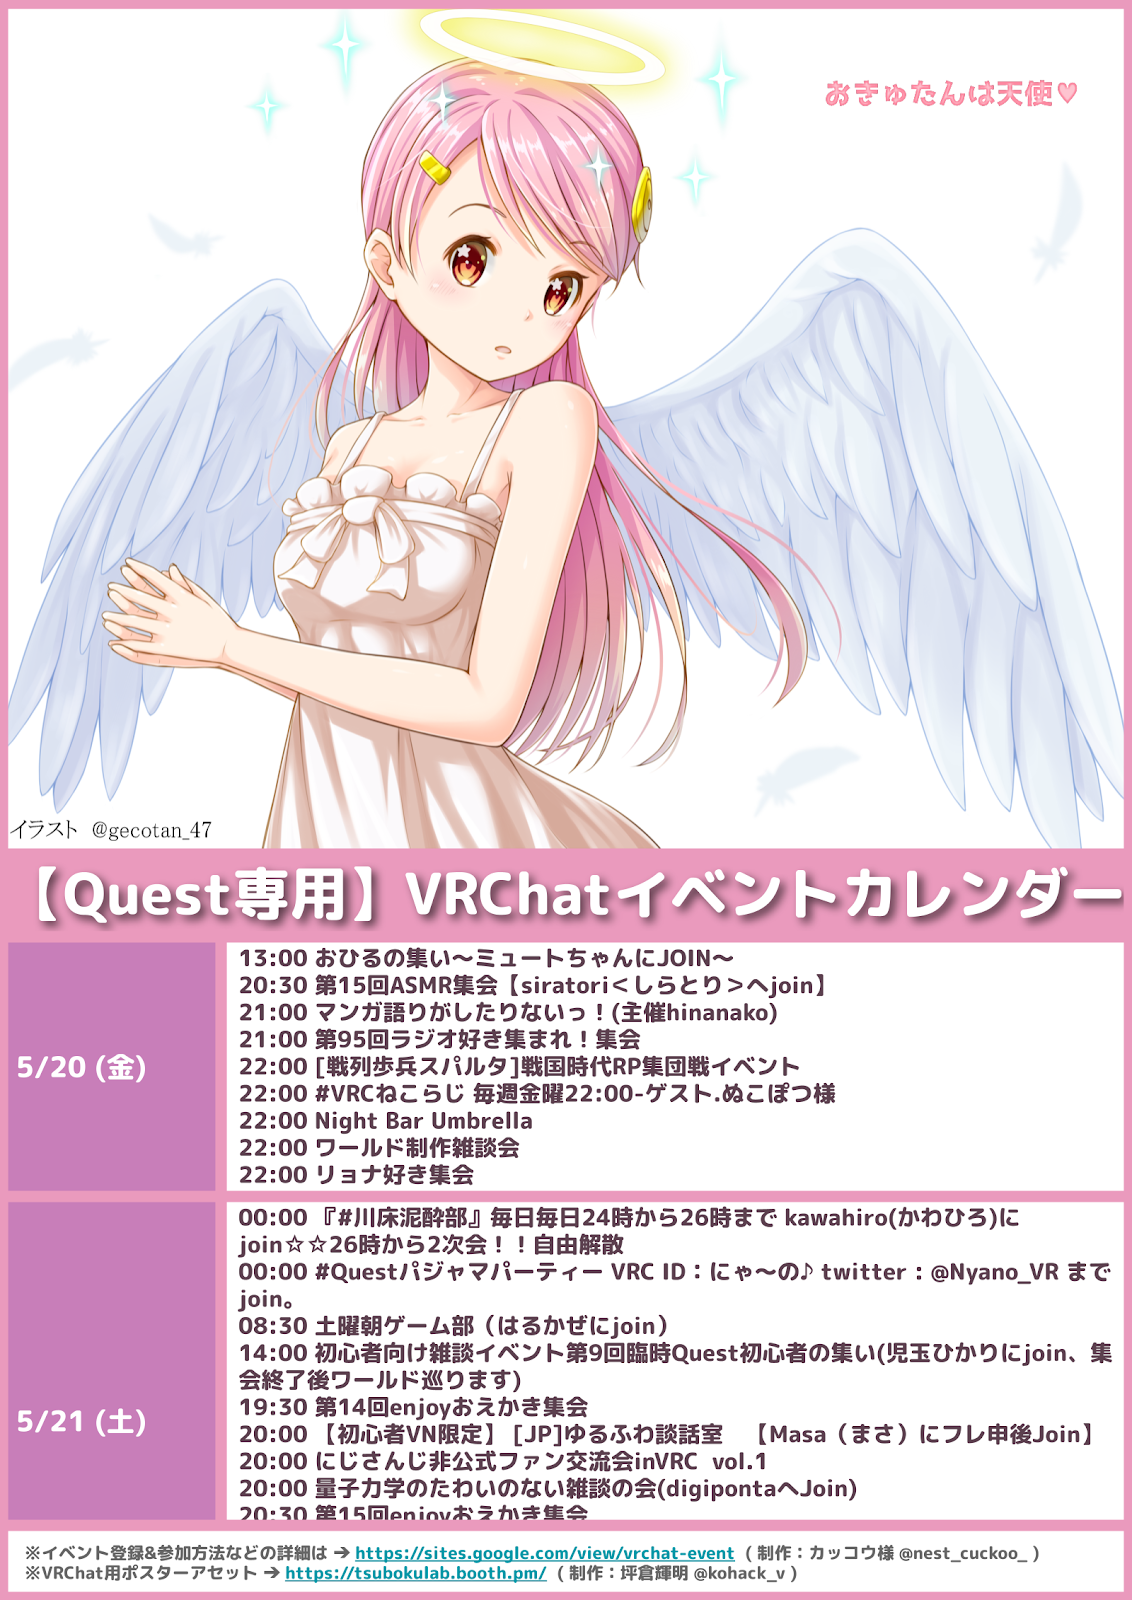 おきゅたんは天使♥
イラスト @gecotan_47
【Quest専用】VRChatイベントカレンダー
5/20 (金)
13:00 おひるの集い～ミュートちゃんにJOIN～
20:30 第15回ASMR集会【siratori＜しらとり＞へjoin】
21:00 マンガ語りがしたりないっ！(主催hinanako)
21:00 第95回ラジオ好き集まれ！集会
22:00 [戦列歩兵スパルタ]戦国時代RP集団戦イベント
22:00 #VRCねこらじ 毎週金曜22:00-ゲスト.ぬこぽつ様
22:00 Night Bar Umbrella
22:00 ワールド制作雑談会
22:00 リョナ好き集会
5/21 (土)
00:00 『#川床泥酔部』毎日毎日24時から26時まで kawahiro(かわひろ)に
join☆☆26時から2次会！！自由解散
00:00 #Questパジャマパーティー VRC ID：にゃ～の♪ twitter：@Nyano_VR まで
join。
08:30 土曜朝ゲーム部（はるかぜにjoin）
14:00 初心者向け雑談イベント第9回臨時Quest初心者の集い(児玉ひかりにjoin、集
会終了後ワールド巡ります)
19:30 第14回enjoyおえかき集会
20:00 【初心者VN限定】 [JP]ゆるふわ談話室　【Masa（まさ）にフレ申後Join】
20:00 にじさんじ非公式ファン交流会inVRC vol.1
20:00 量子力学のたわいのない雑談の会(digipontaへJoin)
20:30 第15回enjoyおえかき集会
※イベント登録&参加方法などの詳細は ➔ https://sites.google.com/view/vrchat-event ( 制作：カッコウ様 @nest_cuckoo_ )
※VRChat用ポスターアセット ➔ https://tsubokulab.booth.pm/ ( 制作：坪倉輝明 @kohack_v )